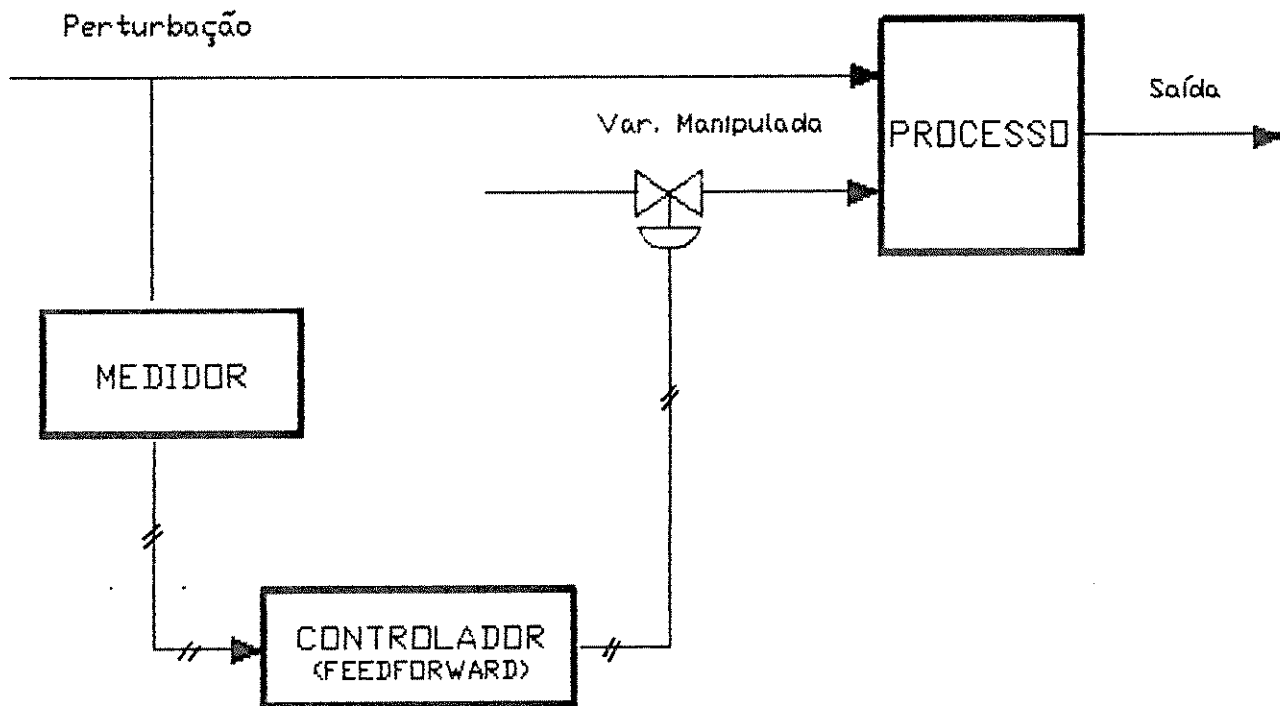 Perturbação
Saída
Var. Manipulada
PROCESSO
MEDIDOR
CONTROLADOR
(FEEDFORWARD)